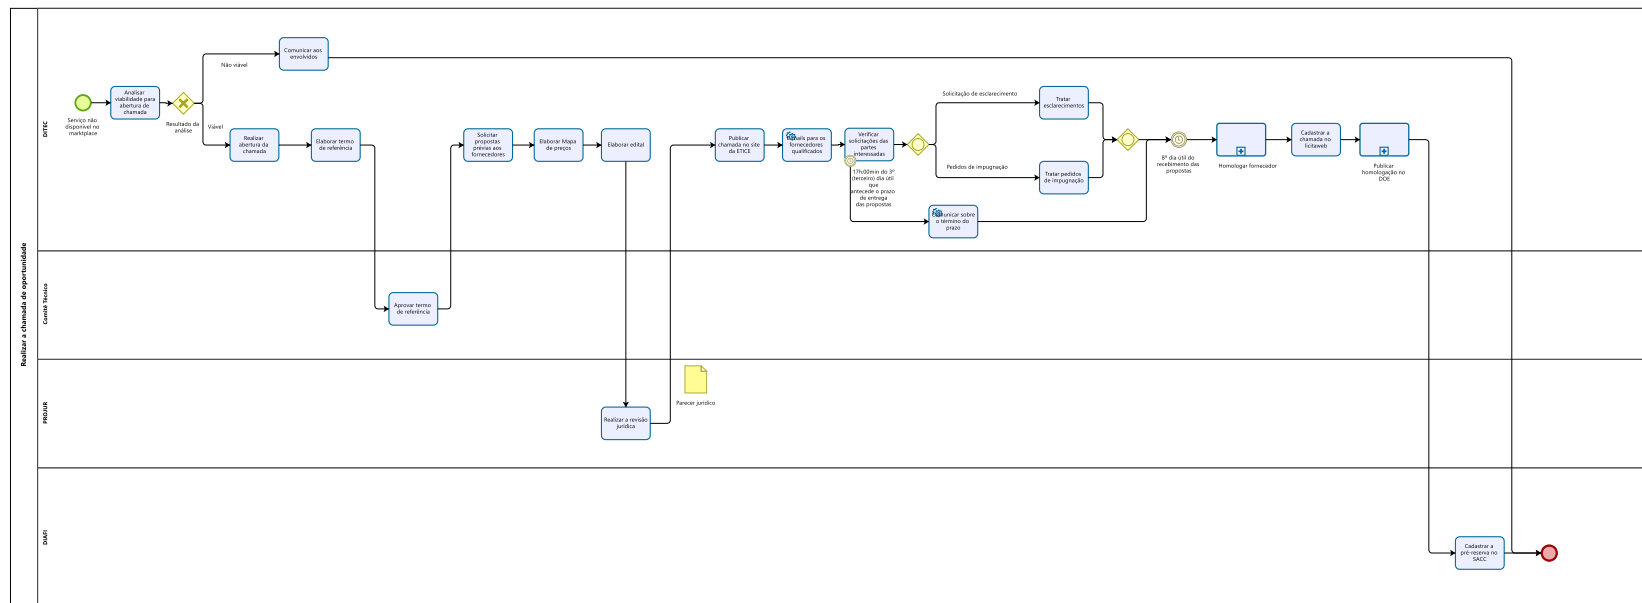 Realizar a chamada de oportunidade
DITEC
Serviço não
disponível no
marktplace
Analisar
viabilidade para
abertura de
chamada
Resultado da
análise
Não viável
Viável
Comunicar aos
envolvidos
Realizar
abertura da
chamada
Elaborar termo
de referência
Solicitar
propostas
prévias aos
fornecedores
Elaborar Mapa
de preços
Elaborar edital
Publicar
chamada no site
da ETICE
para os
fornecedores
qualificados
Verificar
solicitações das
partes
interessadas
17h:00min do 3º
(terceiro) dia útil
que
antecede o prazo
de entrega
das propostas
Solicitação de esclarecimento
Pedidos de impugnação
Tratar
esclarecimentos
Tratar pedidos
de impugnação
Comunicar sobre
o término do
prazo
8º dia útil do
recebimento das
propostas
Homologar fornecedor
Cadastrar a
chamada no
licitaweb
Publicar
homologação no
DOE
Comitê Técnico
Aprovar termo
de referência
PROJUR
Realizar a revisão
jurídica
Parecer jurídico
DIAFI
Cadastrar a
pré-reserva no
SACC